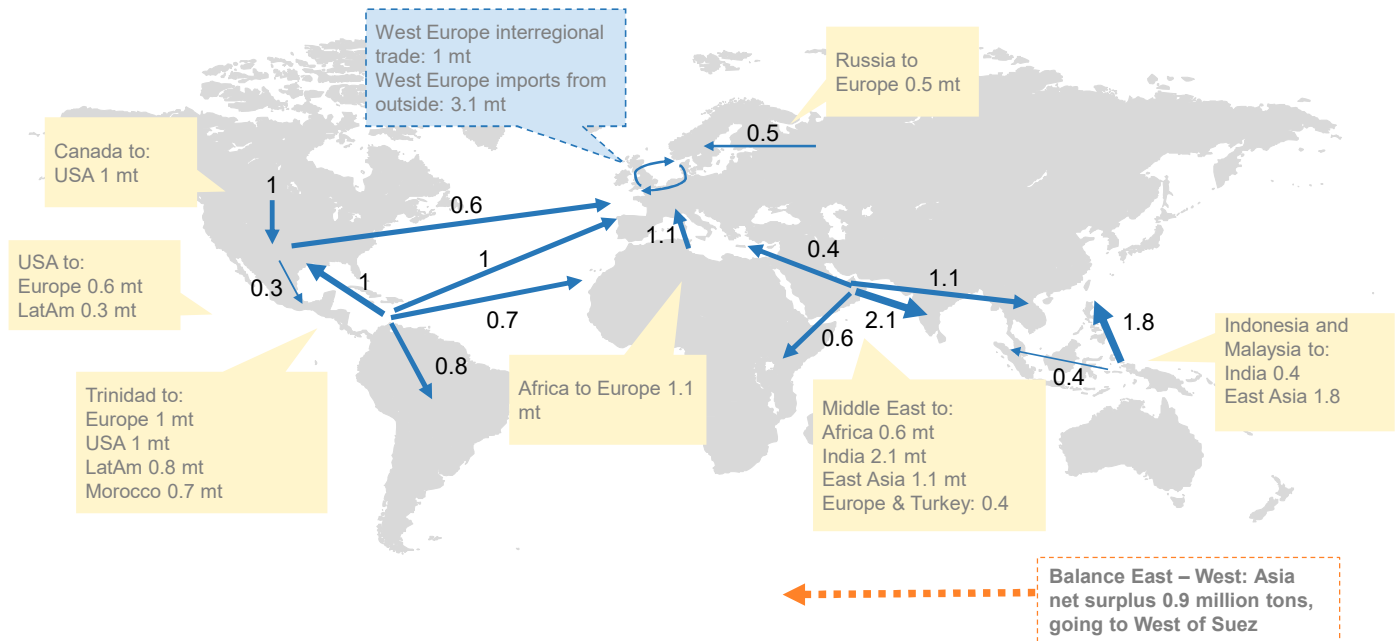 West Europe interregional
trade: 1 mt
West Europe imports from
outside: 3.1 mt
Russia to
Europe 0.5 mt
0.5
Canada to:
USA 1 mt
1
0.6
1.1
0.4
USA to:
Europe 0.6 mt
LatAm 0.3 mt
0.3
1
1
0.7
0.8
1.1
2.1
0.6
1.8
0.4
Indonesia and
Malaysia to:
India 0.4
East Asia 1.8
Trinidad to:
Europe 1 mt
USA 1 mt
LatAm 0.8 mt
Morocco 0.7 mt
Africa to Europe 1.1
mt
Middle East to:
Africa 0.6 mt
India 2.1 mt
East Asia 1.1 mt
Europe & Turkey: 0.4
Balance East – West: Asia
net surplus 0.9 million tons,
going to West of Suez